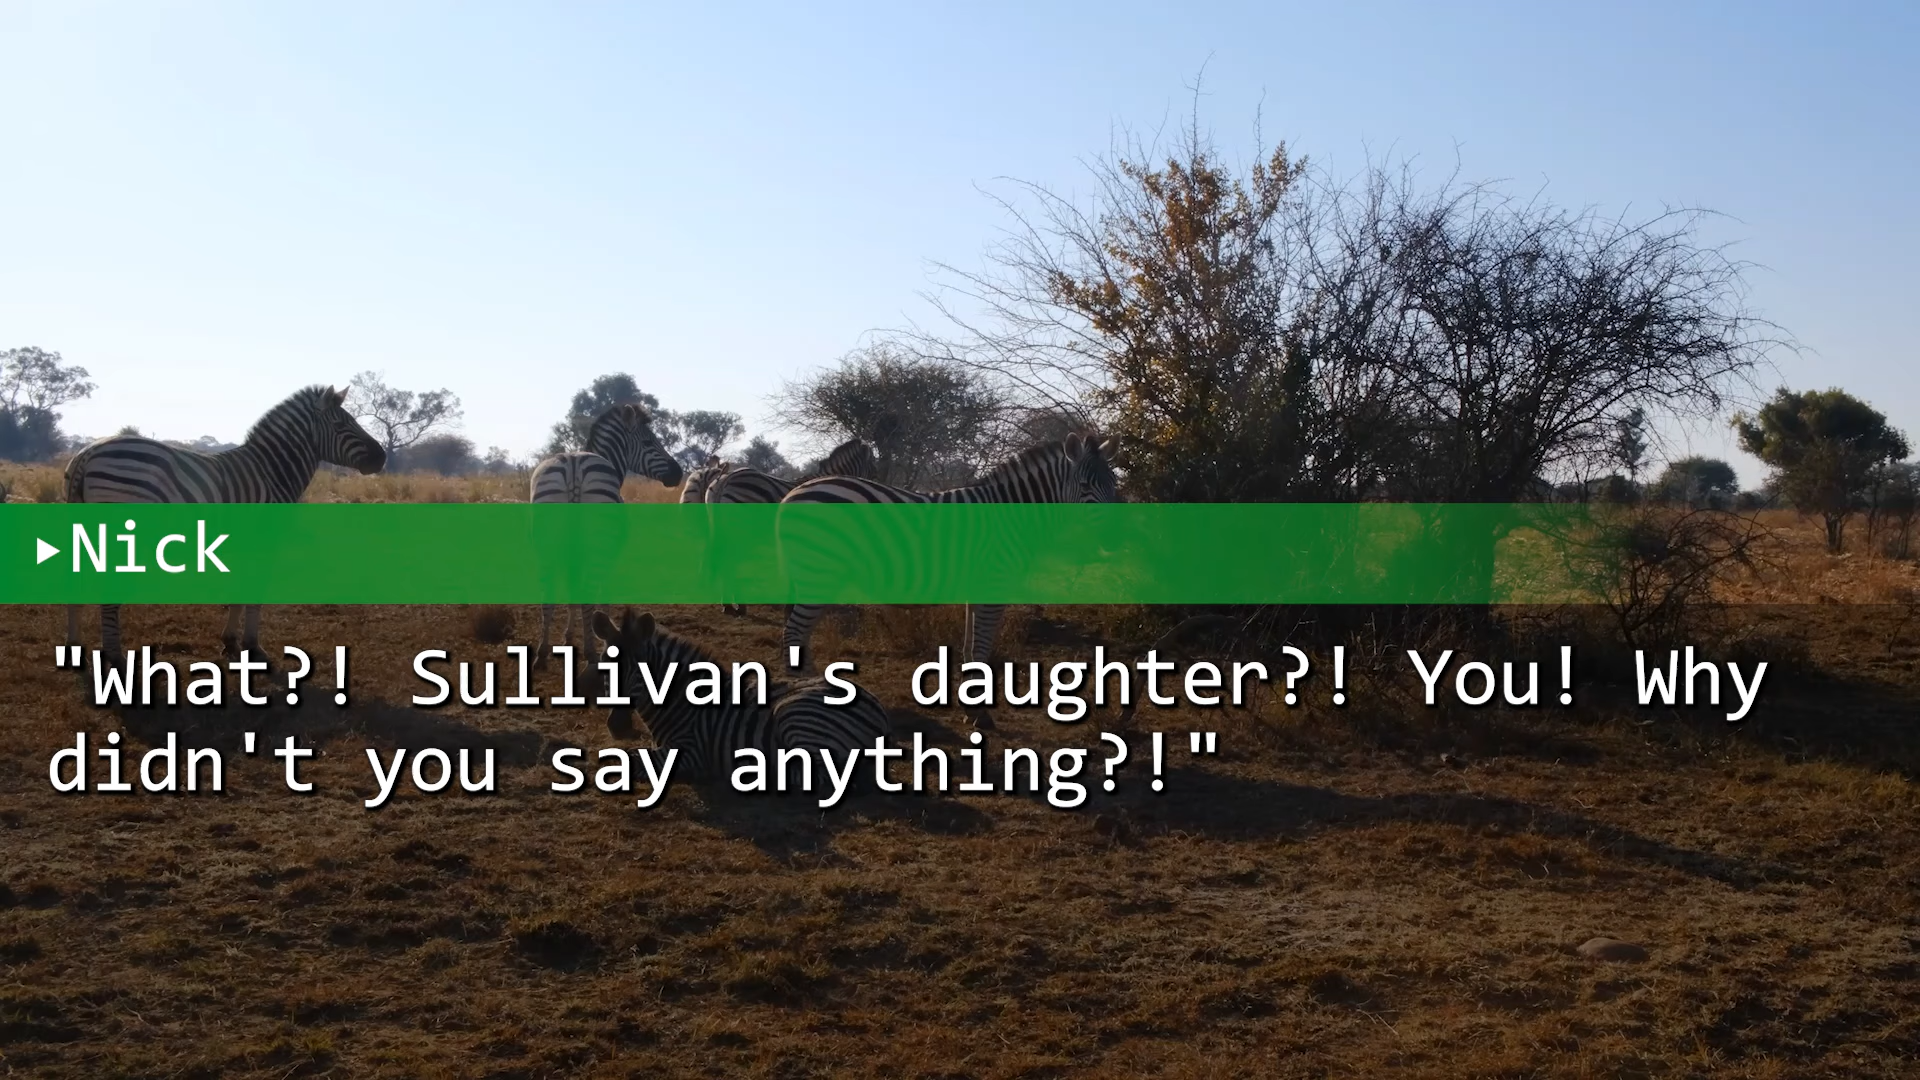 ▶Nick
"What?! Sullivan's daughter?! You! Why
didn't you say anything?!"